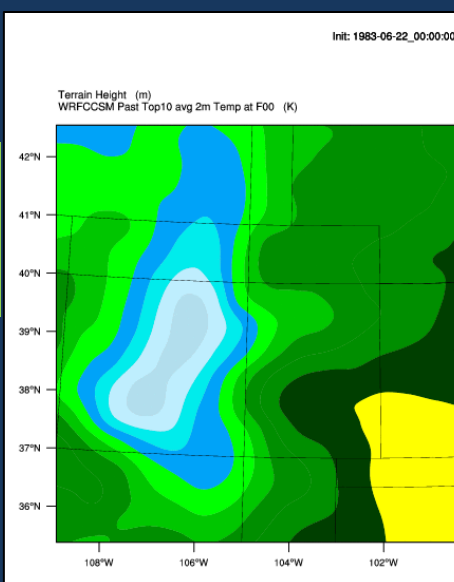 Init: 1983-06-22_00:00:00
Terrain Height (m)
WRFCCSM Past Top10 avg 2m Temp at F00 (K)
42°N
41°N
40°N
39°N
38°N
37°N
36°N
108°W
106°W
104°W
102°W